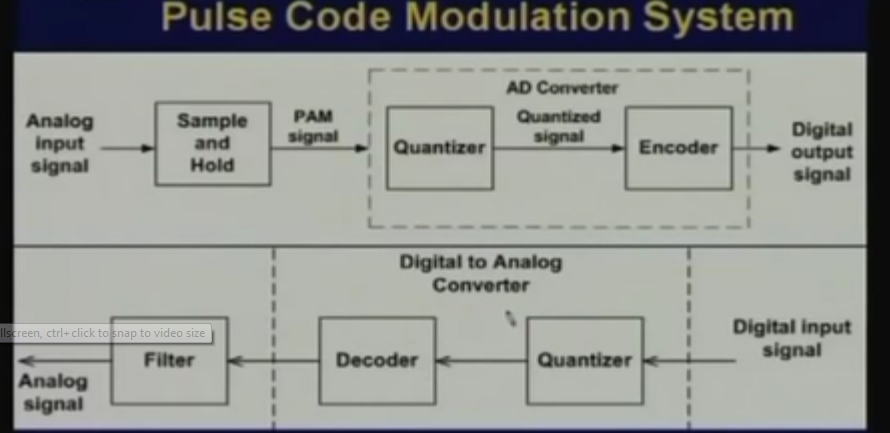 Pulse Code Modulation System
AD Converter
Analog
input
signal
Sample
and
Hold
PAM
signal
Quantizer
Quantized
signal
Encoder
Digital
output
signal
Digital to Analog
Converter
llscreen, ctrl+click to snap to video size
Analog
signal
Filter
Decoder
Quantizer
Digital input
signal